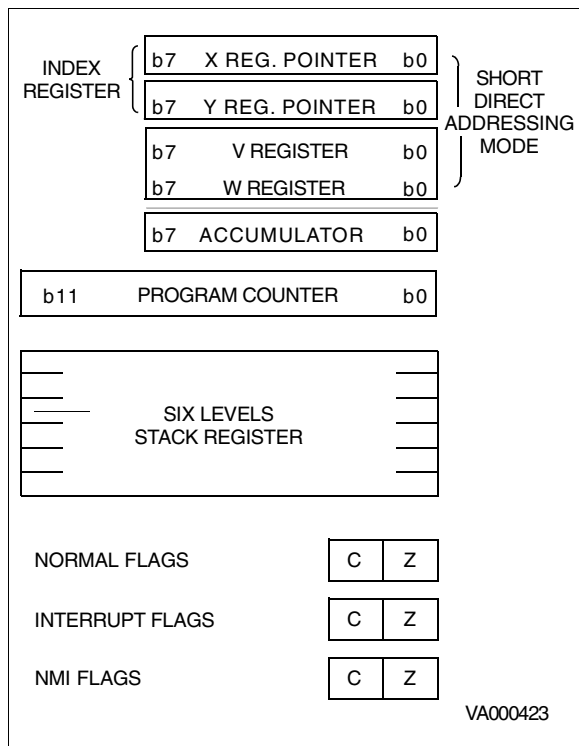 INDEX
REGISTER
b7 X REG. POINTER b0
b7 Y REG. POINTER b0
b7 V REGISTER b0
b7 W REGISTER b0
SHORT
DIRECT
ADDRESSING
MODE
b7 ACCUMULATOR b0
b11 PROGRAM COUNTER b0
SIX LEVELS
STACK REGISTER
NORMAL FLAGS C Z
INTERRUPT FLAGS C Z
NMI FLAGS C Z
VA000423